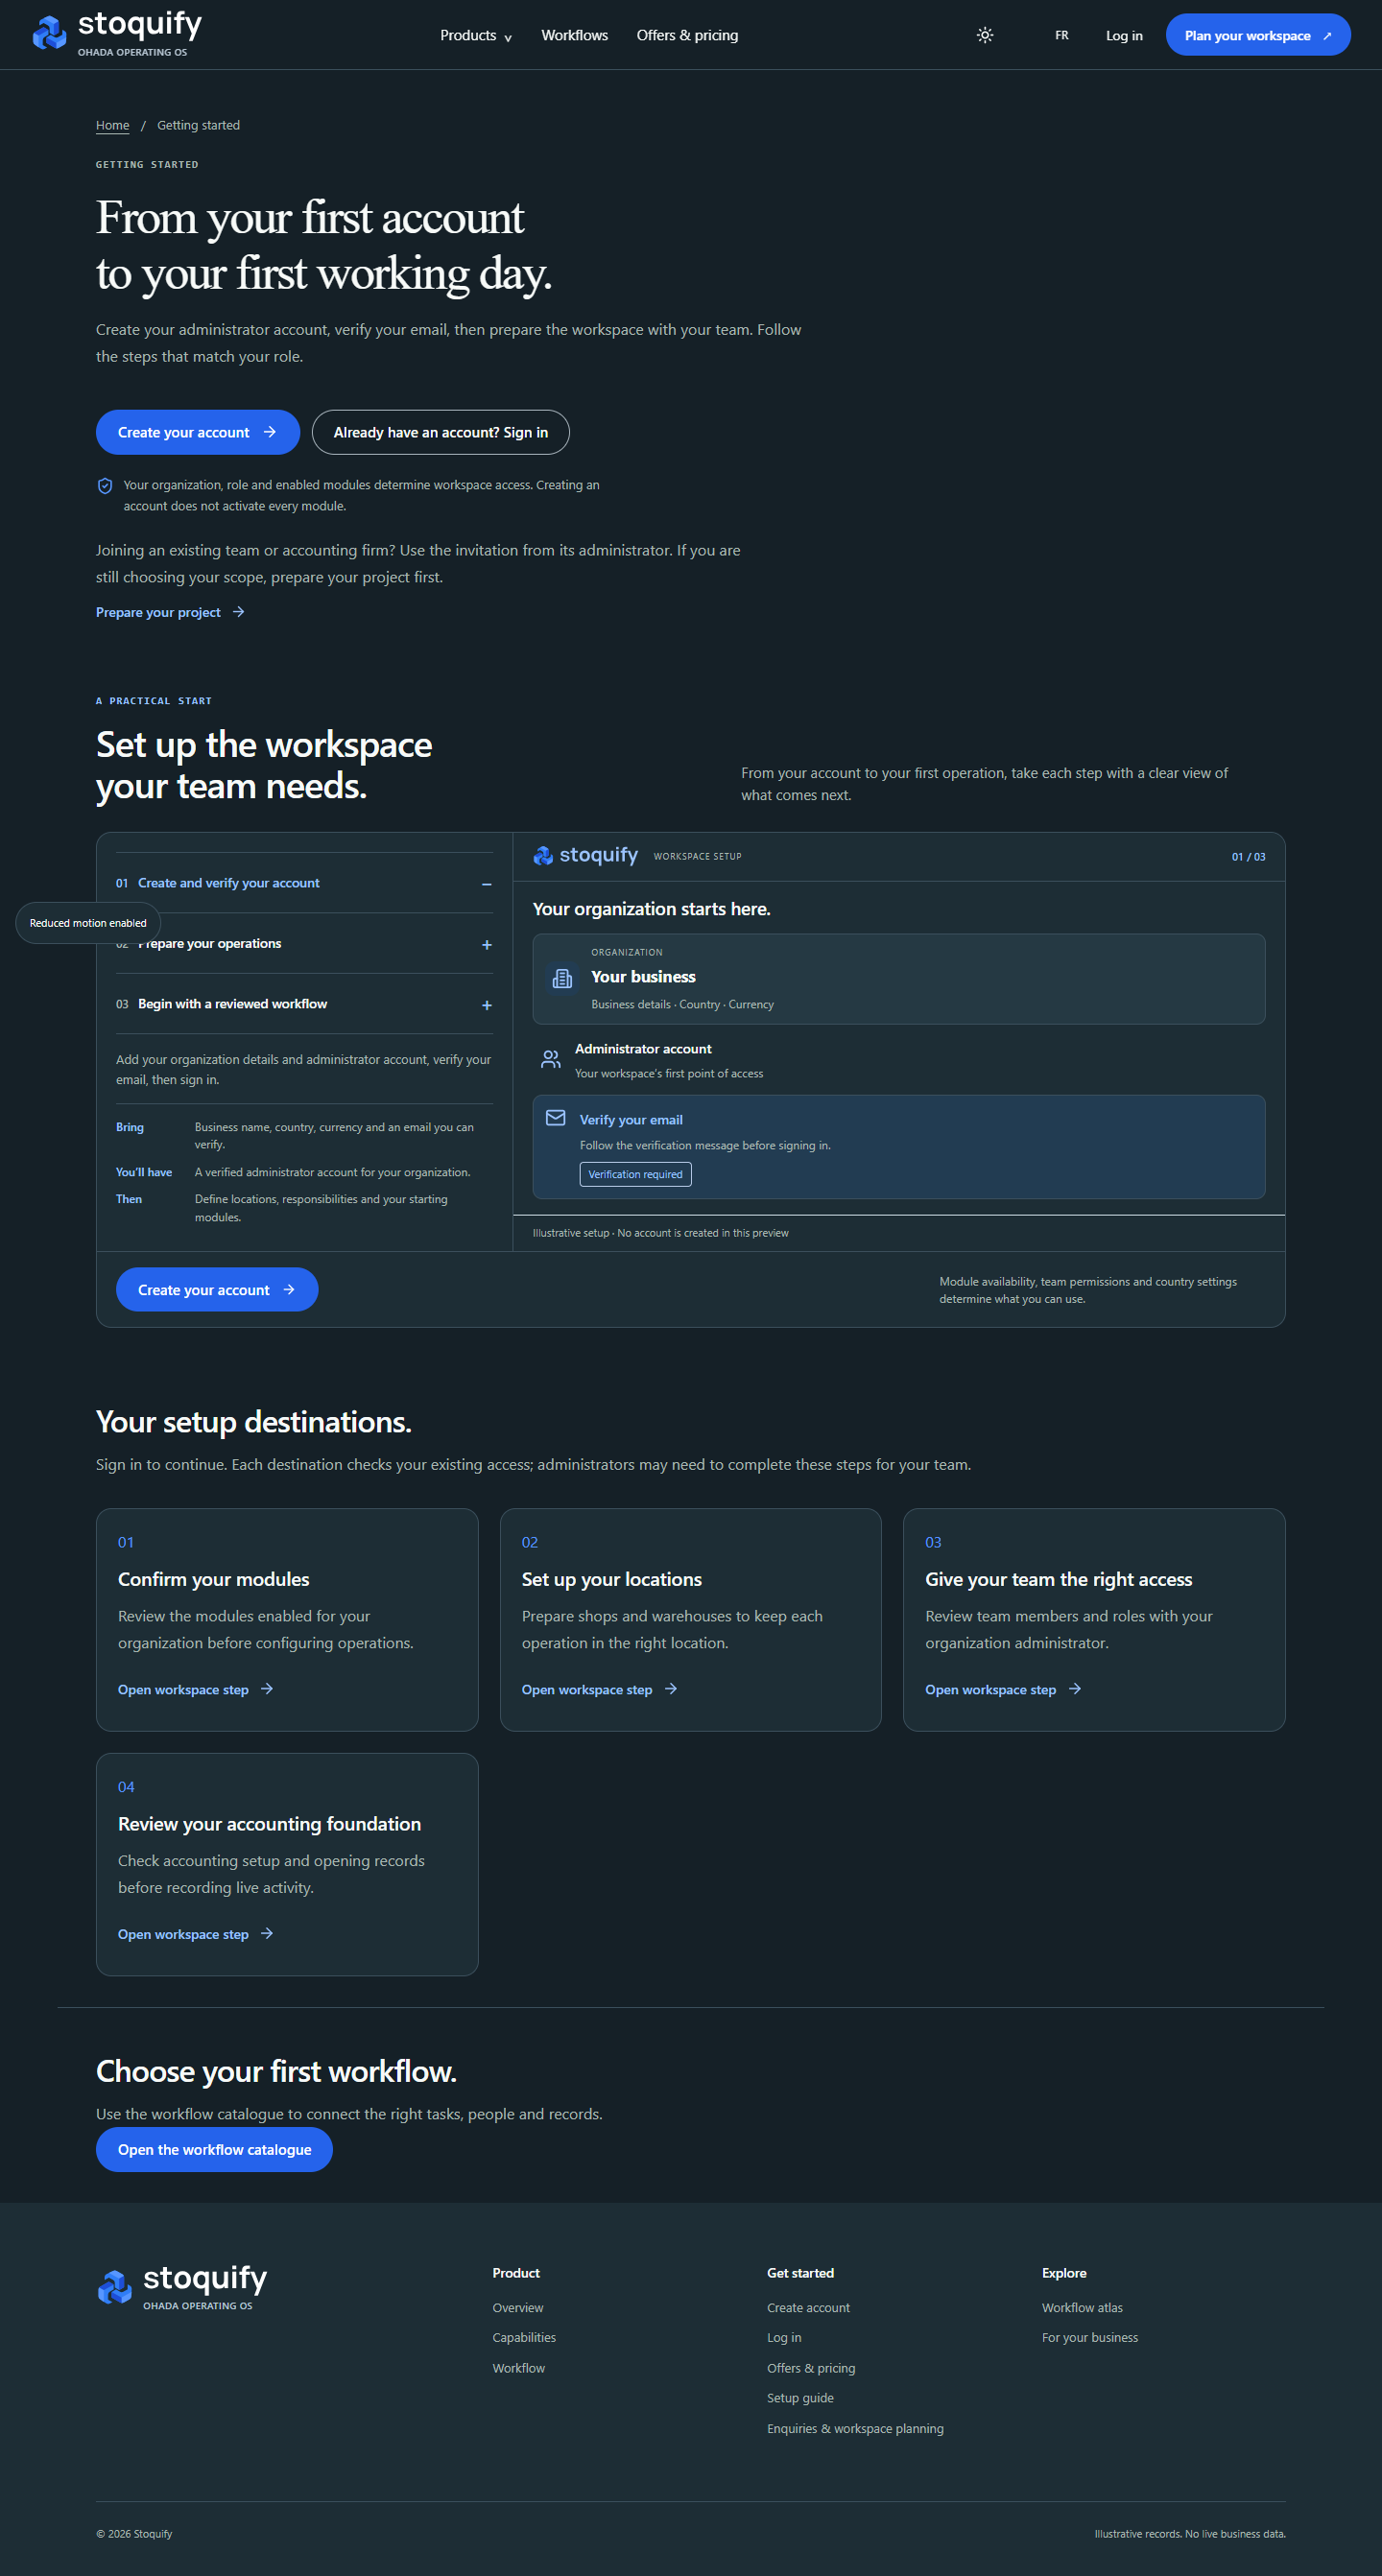 stoquify
OHADA OPERATING OS
Products
Workflows
Offers & pricing
FR
Log in
Plan your workspace ↗
Home / Getting started
GETTING STARTED
From your first account
to your first working day.
Create your administrator account, verify your email, then prepare the workspace with your team. Follow
the steps that match your role.
Create your account →
Already have an account? Sign in
Your organization, role and enabled modules determine workspace access. Creating an
account does not activate every module.
Joining an existing team or accounting firm? Use the invitation from its administrator. If you are
still choosing your scope, prepare your project first.
Prepare your project →
A PRACTICAL START
Set up the workspace
your team needs.
From your account to your first operation, take each step with a clear view of
what comes next.
01 Create and verify your account −
Reduced motion enabled
02 Prepare your operations +
03 Begin with a reviewed workflow +
Add your organization details and administrator account, verify your
email, then sign in.
Bring
Business name, country, currency and an email you can
verify.
You'll have
A verified administrator account for your organization.
Then
Define locations, responsibilities and your starting
modules.
stoquify
WORKSPACE SETUP
01 / 03
Your organization starts here.
ORGANIZATION
Your business
Business details · Country · Currency
Administrator account
Your workspace's first point of access
Verify your email
Follow the verification message before signing in.
Verification required
Illustrative setup · No account is created in this preview
Create your account →
Module availability, team permissions and country settings
determine what you can use.
Your setup destinations.
Sign in to continue. Each destination checks your existing access; administrators may need to complete these steps for your team.
01
Confirm your modules
Review the modules enabled for your
organization before configuring operations.
Open workspace step →
02
Set up your locations
Prepare shops and warehouses to keep each
operation in the right location.
Open workspace step →
03
Give your team the right access
Review team members and roles with your
organization administrator.
Open workspace step →
04
Review your accounting foundation
Check accounting setup and opening records
before recording live activity.
Open workspace step →
Choose your first workflow.
Use the workflow catalogue to connect the right tasks, people and records.
Open the workflow catalogue
stoquify
OHADA OPERATING OS
Product
Overview
Capabilities
Workflow
Get started
Create account
Log in
Offers & pricing
Setup guide
Enquiries & workspace planning
Explore
Workflow atlas
For your business
© 2026 Stoquify
Illustrative records. No live business data.